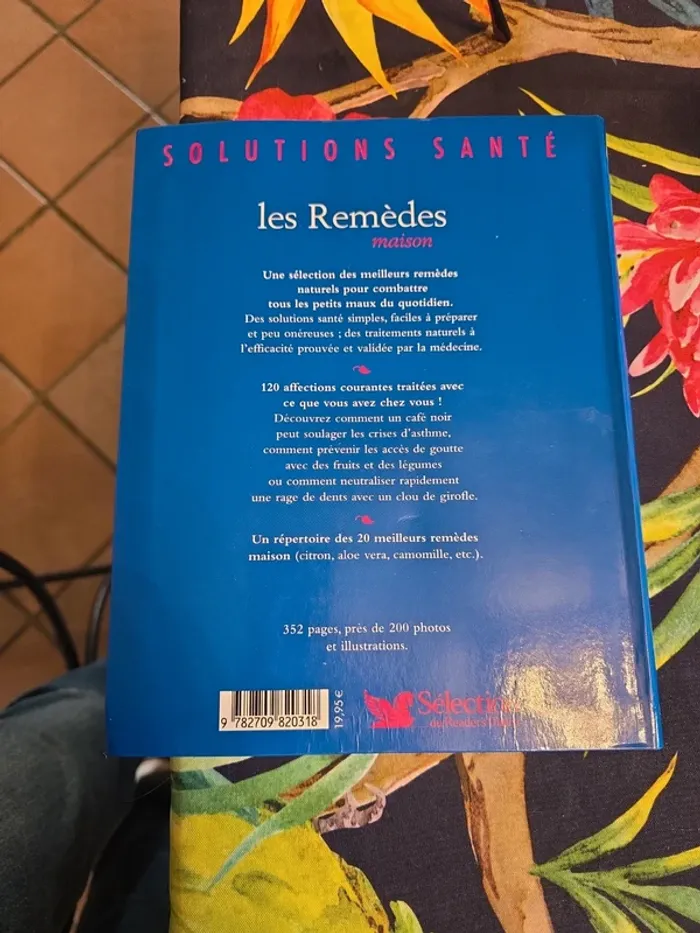 SOLUTIONS SANTÉ
les Remèdes
maison
Une sélection des meilleurs remèdes
naturels pour combattre
tous les petits maux du quotidien.
Des solutions santé simples, faciles à préparer
et peu onéreuses ; des traitements naturels à
l'efficacité prouvée et validée par la médecine.
120 affections courantes traitées avec
ce que vous avez chez vous !
Découvrez comment un café noir
peut soulager les crises d'asthme,
comment prévenir les accès de goutte
avec des fruits et des légumes
ou comment neutraliser rapidement
une rage de dents avec un clou de girofle.
Un répertoire des 20 meilleurs remèdes
maison (citron, aloe vera, camomille, etc.).
352 pages, près de 200 photos
et illustrations.
9 782709 820318
19,95 €
Sélection
du Reader's